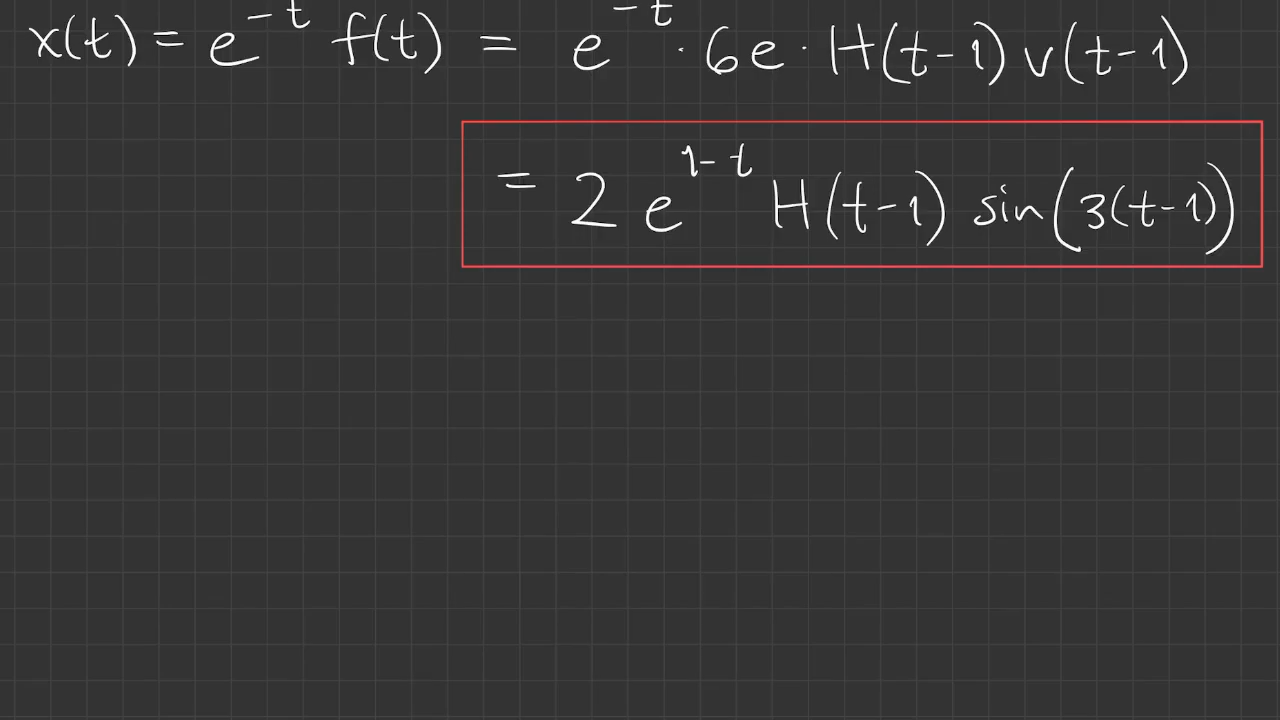 x(t) = e^{-t} f(t) = e^{-t} · 6e · H(t-1) v(t-1)
= 2 e^{1-t} H(t-1) sin(3(t-1))